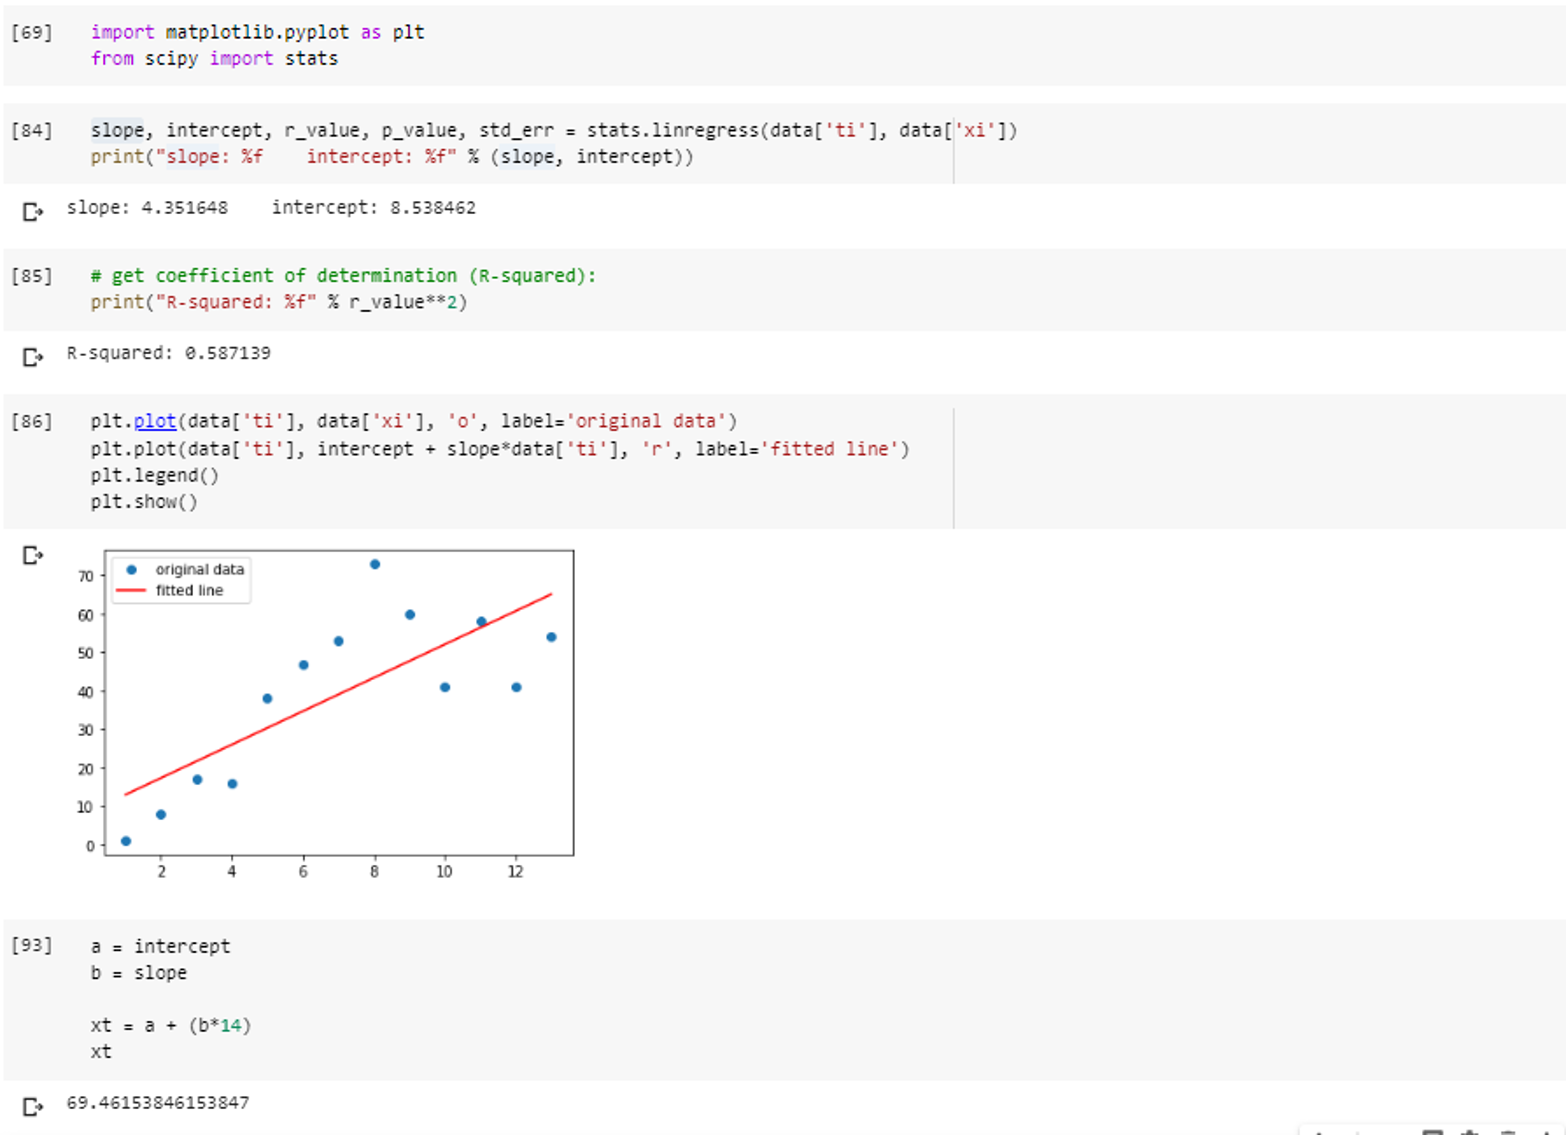 [69] import matplotlib.pyplot as plt
from scipy import stats
[84] slope, intercept, r_value, p_value, std_err = stats.linregress(data['ti'], data['xi'])
print("slope: %f    intercept: %f" % (slope, intercept))
slope: 4.351648    intercept: 8.538462
[85] # get coefficient of determination (R-squared):
print("R-squared: %f" % r_value**2)
R-squared: 0.587139
[86] plt.plot(data['ti'], data['xi'], 'o', label='original data')
plt.plot(data['ti'], intercept + slope*data['ti'], 'r', label='fitted line')
plt.legend()
plt.show()
original data
fitted line
70
60
50
40
30
20
10
0
2 4 6 8 10 12
[93] a = intercept
b = slope
xt = a + (b*14)
xt
69.46153846153847